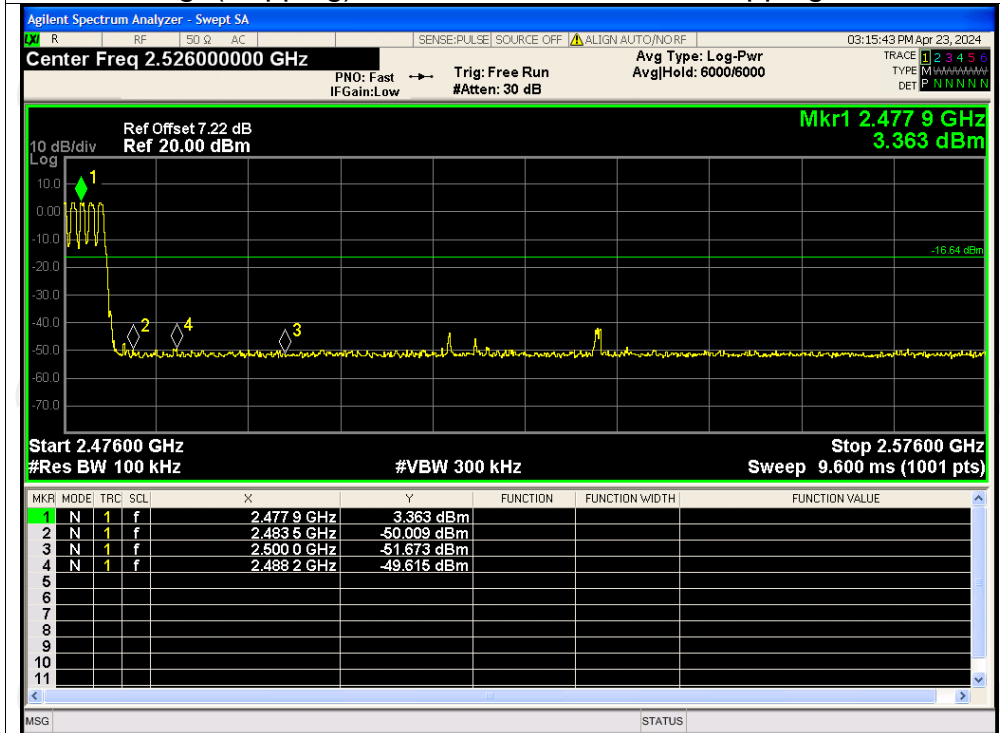 Agilent Spectrum Analyzer - Swept SA
LXI R RF 50 Ω AC SENSE:PULSE SOURCE OFF ALIGN AUTO/NO RF 03:15:43 PM Apr 23, 2024
Center Freq 2.526000000 GHz
PNO: Fast
IFGain:Low
Trig: Free Run
#Atten: 30 dB
Avg Type: Log-Pwr
Avg|Hold: 6000/6000
TRACE 1 2 3 4 5 6
TYPE M W W W W W
DET P N N N N N
Mkr1 2.477 9 GHz
3.363 dBm
Ref Offset 7.22 dB
10 dB/div Ref 20.00 dBm
Log
10.0
0.00
-10.0
-20.0
-30.0
-40.0
-50.0
-60.0
-70.0
1
-16.64 dBm
2 4 3
Start 2.47600 GHz Stop 2.57600 GHz
#Res BW 100 kHz #VBW 300 kHz Sweep 9.600 ms (1001 pts)
MKR MODE TRC SCL X Y FUNCTION FUNCTION WIDTH FUNCTION VALUE
1 N 1 f 2.477 9 GHz 3.363 dBm
2 N 1 f 2.483 5 GHz -50.009 dBm
3 N 1 f 2.500 0 GHz -51.673 dBm
4 N 1 f 2.488 2 GHz -49.615 dBm
5
6
7
8
9
10
11
MSG STATUS